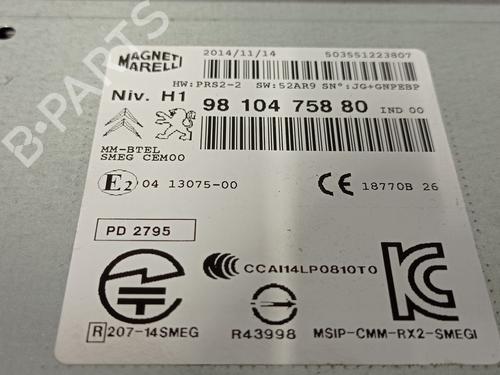 MAGNETI MARELLI
2014/11/14
503551223807
HW:PRS2-2 SW:52AR9 SN°:JG+GNPEBP
Niv. H1
98 104 758 80 IND 00
MM-BTEL
SMEG CEM00
E2 04 13075-00
CE 18770B 26
PD 2795
CCAI14LP0810T0
KC
R 207-14SMEG
R43998
MSIP-CMM-RX2-SMEGI
B-PARTS